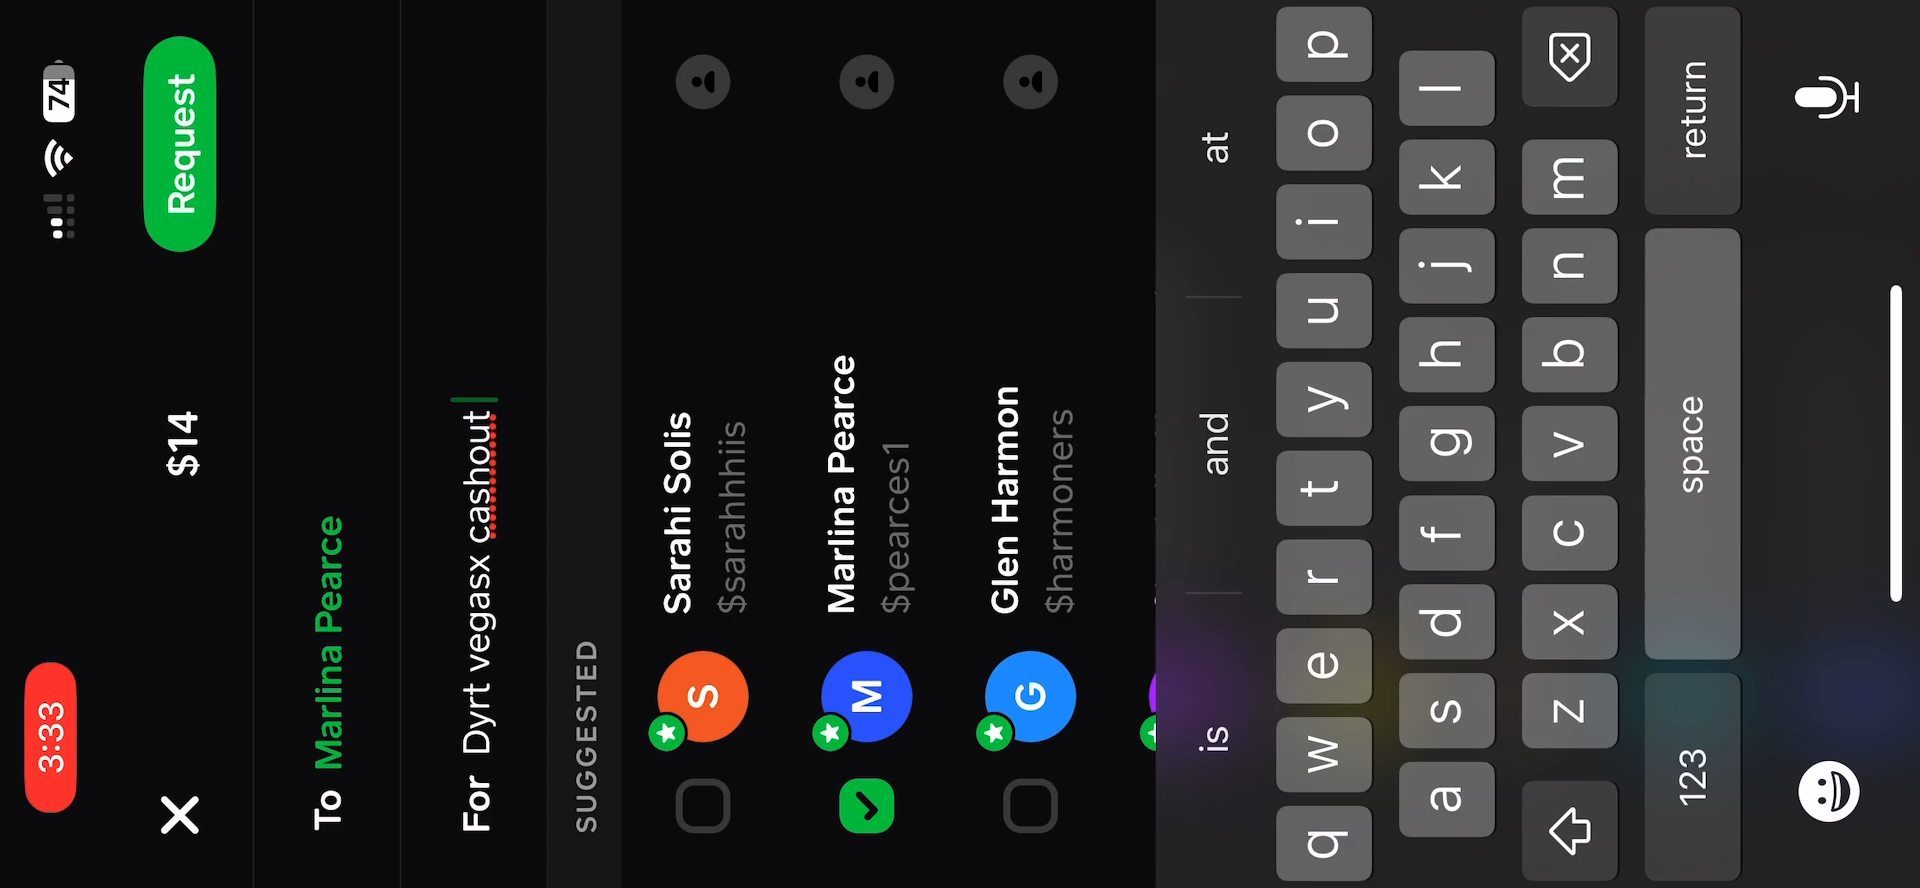 3:33
74
$14
Request
To Marlina Pearce
For Dyrt vegasx cashout
SUGGESTED
S
Sarahi Solis
$sarahhhiis
M
Marlina Pearce
$pearces1
G
Glen Harmon
$harmoners
is and at
q w e r t y u i o p
a s d f g h j k l
z x c v b n m
123 space return